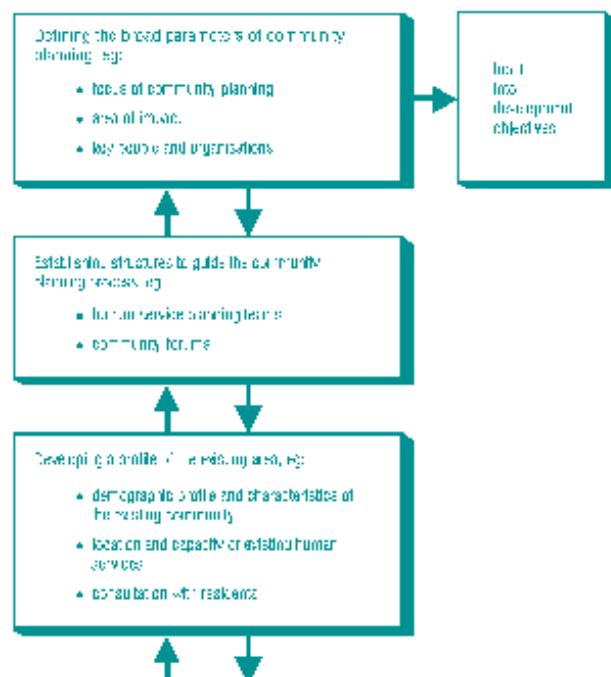 Defining the broad parameters of community
planning, eg:
• focus of community planning
• area of impact
• key people and organisations
Input
into
development
objectives
Establishing structures to guide the community
planning process, eg:
• human service planning teams
• community forums
Developing a profile of the existing area, eg:
• demographic profile and characteristics of
the existing community
• location and capacity of existing human
services
• consultation with residents